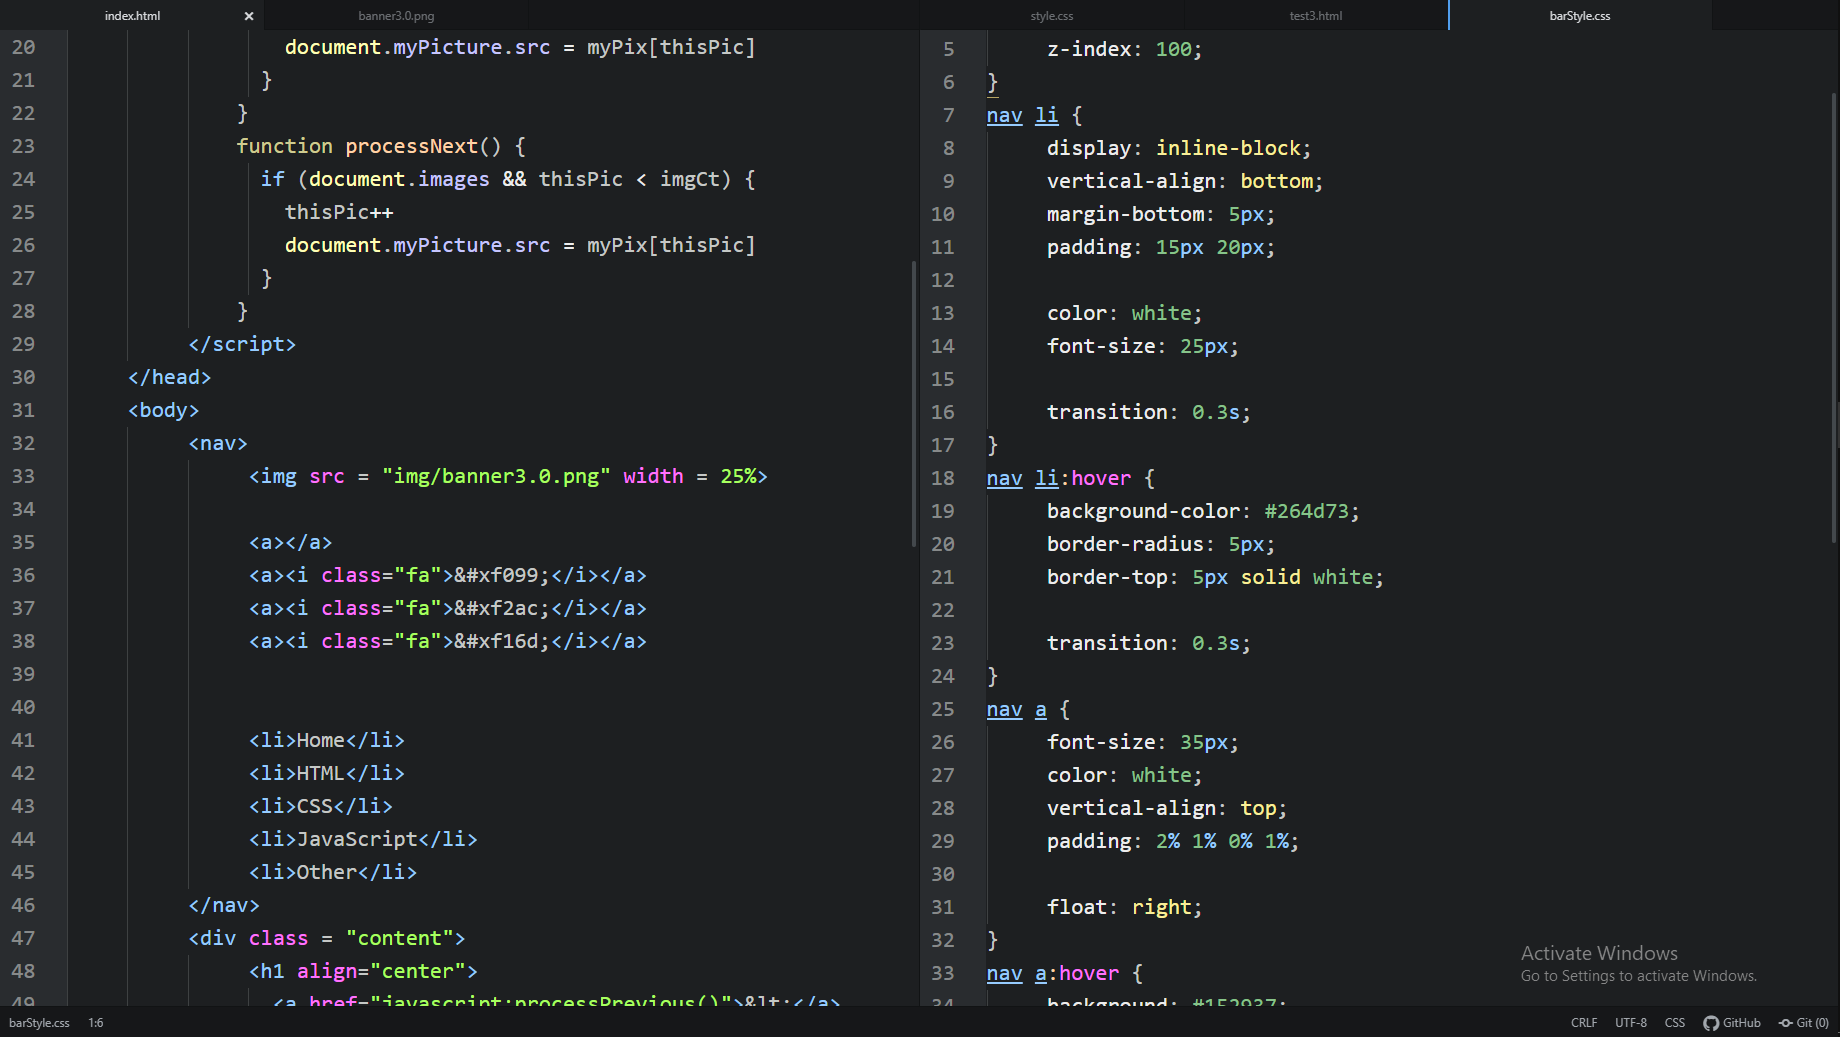 index.html
banner3.0.png
style.css
test3.html
barStyle.css
20 document.myPicture.src = myPix[thisPic]
21 }
22 }
23 function processNext() {
24 if (document.images && thisPic < imgCt) {
25 thisPic++
26 document.myPicture.src = myPix[thisPic]
27 }
28 }
29 </script>
30 </head>
31 <body>
32 <nav>
33 <img src = "img/banner3.0.png" width = 25%>
34
35 <a></a>
36 <a><i class="fa">&#xf099;</i></a>
37 <a><i class="fa">&#xf2ac;</i></a>
38 <a><i class="fa">&#xf16d;</i></a>
39
40
41 <li>Home</li>
42 <li>HTML</li>
43 <li>CSS</li>
44 <li>JavaScript</li>
45 <li>Other</li>
46 </nav>
47 <div class = "content">
48 <h1 align="center">
49 <a href="javascript:processPrevious()">&lt;</a>
5 z-index: 100;
6 }
7 nav li {
8 display: inline-block;
9 vertical-align: bottom;
10 margin-bottom: 5px;
11 padding: 15px 20px;
12
13 color: white;
14 font-size: 25px;
15
16 transition: 0.3s;
17 }
18 nav li:hover {
19 background-color: #264d73;
20 border-radius: 5px;
21 border-top: 5px solid white;
22
23 transition: 0.3s;
24 }
25 nav a {
26 font-size: 35px;
27 color: white;
28 vertical-align: top;
29 padding: 2% 1% 0% 1%;
30
31 float: right;
32 }
33 nav a:hover {
34 background: #152937;
Activate Windows
Go to Settings to activate Windows.
barStyle.css 1:6
CRLF UTF-8 CSS GitHub Git (0)